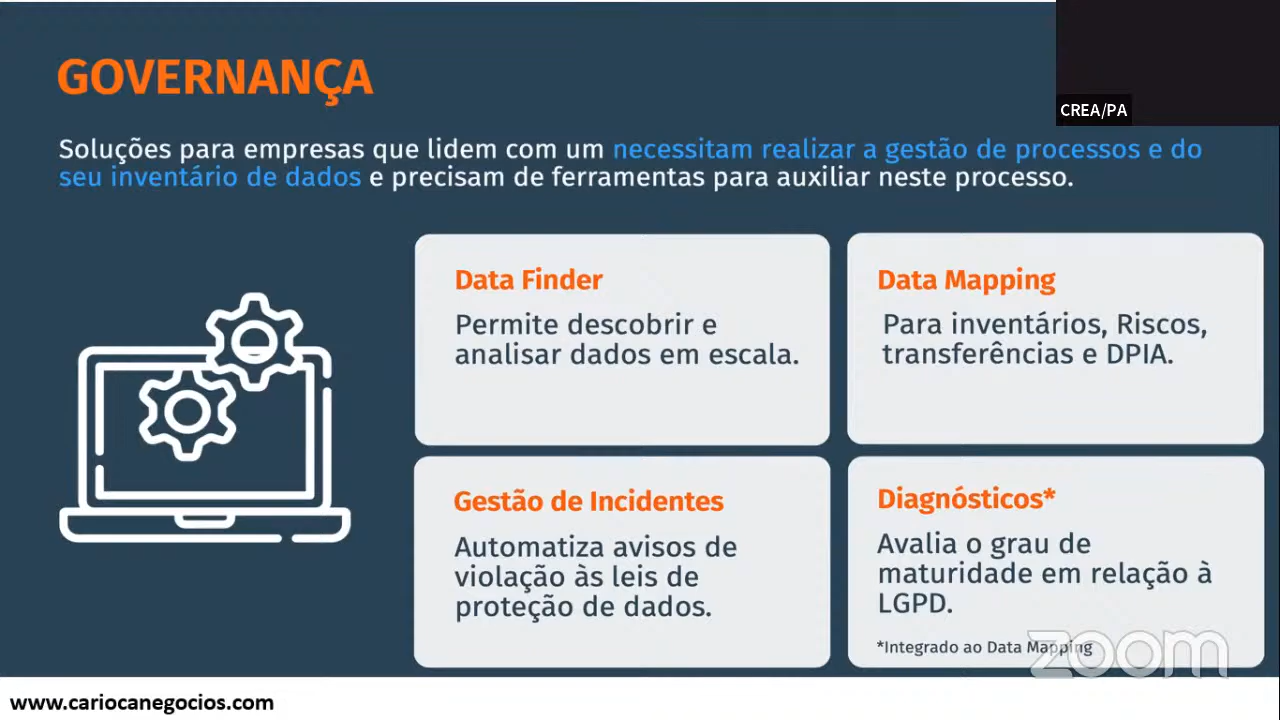 GOVERNANÇA
CREA/PA
Soluções para empresas que lidem com um necessitam realizar a gestão de processos e do
seu inventário de dados e precisam de ferramentas para auxiliar neste processo.
Data Finder
Permite descobrir e
analisar dados em escala.
Data Mapping
Para inventários, Riscos,
transferências e DPIA.
Gestão de Incidentes
Automatiza avisos de
violação às leis de
proteção de dados.
Diagnósticos*
Avalia o grau de
maturidade em relação à
LGPD.
*Integrado ao Data Mapping
zoom
www.cariocanegocios.com